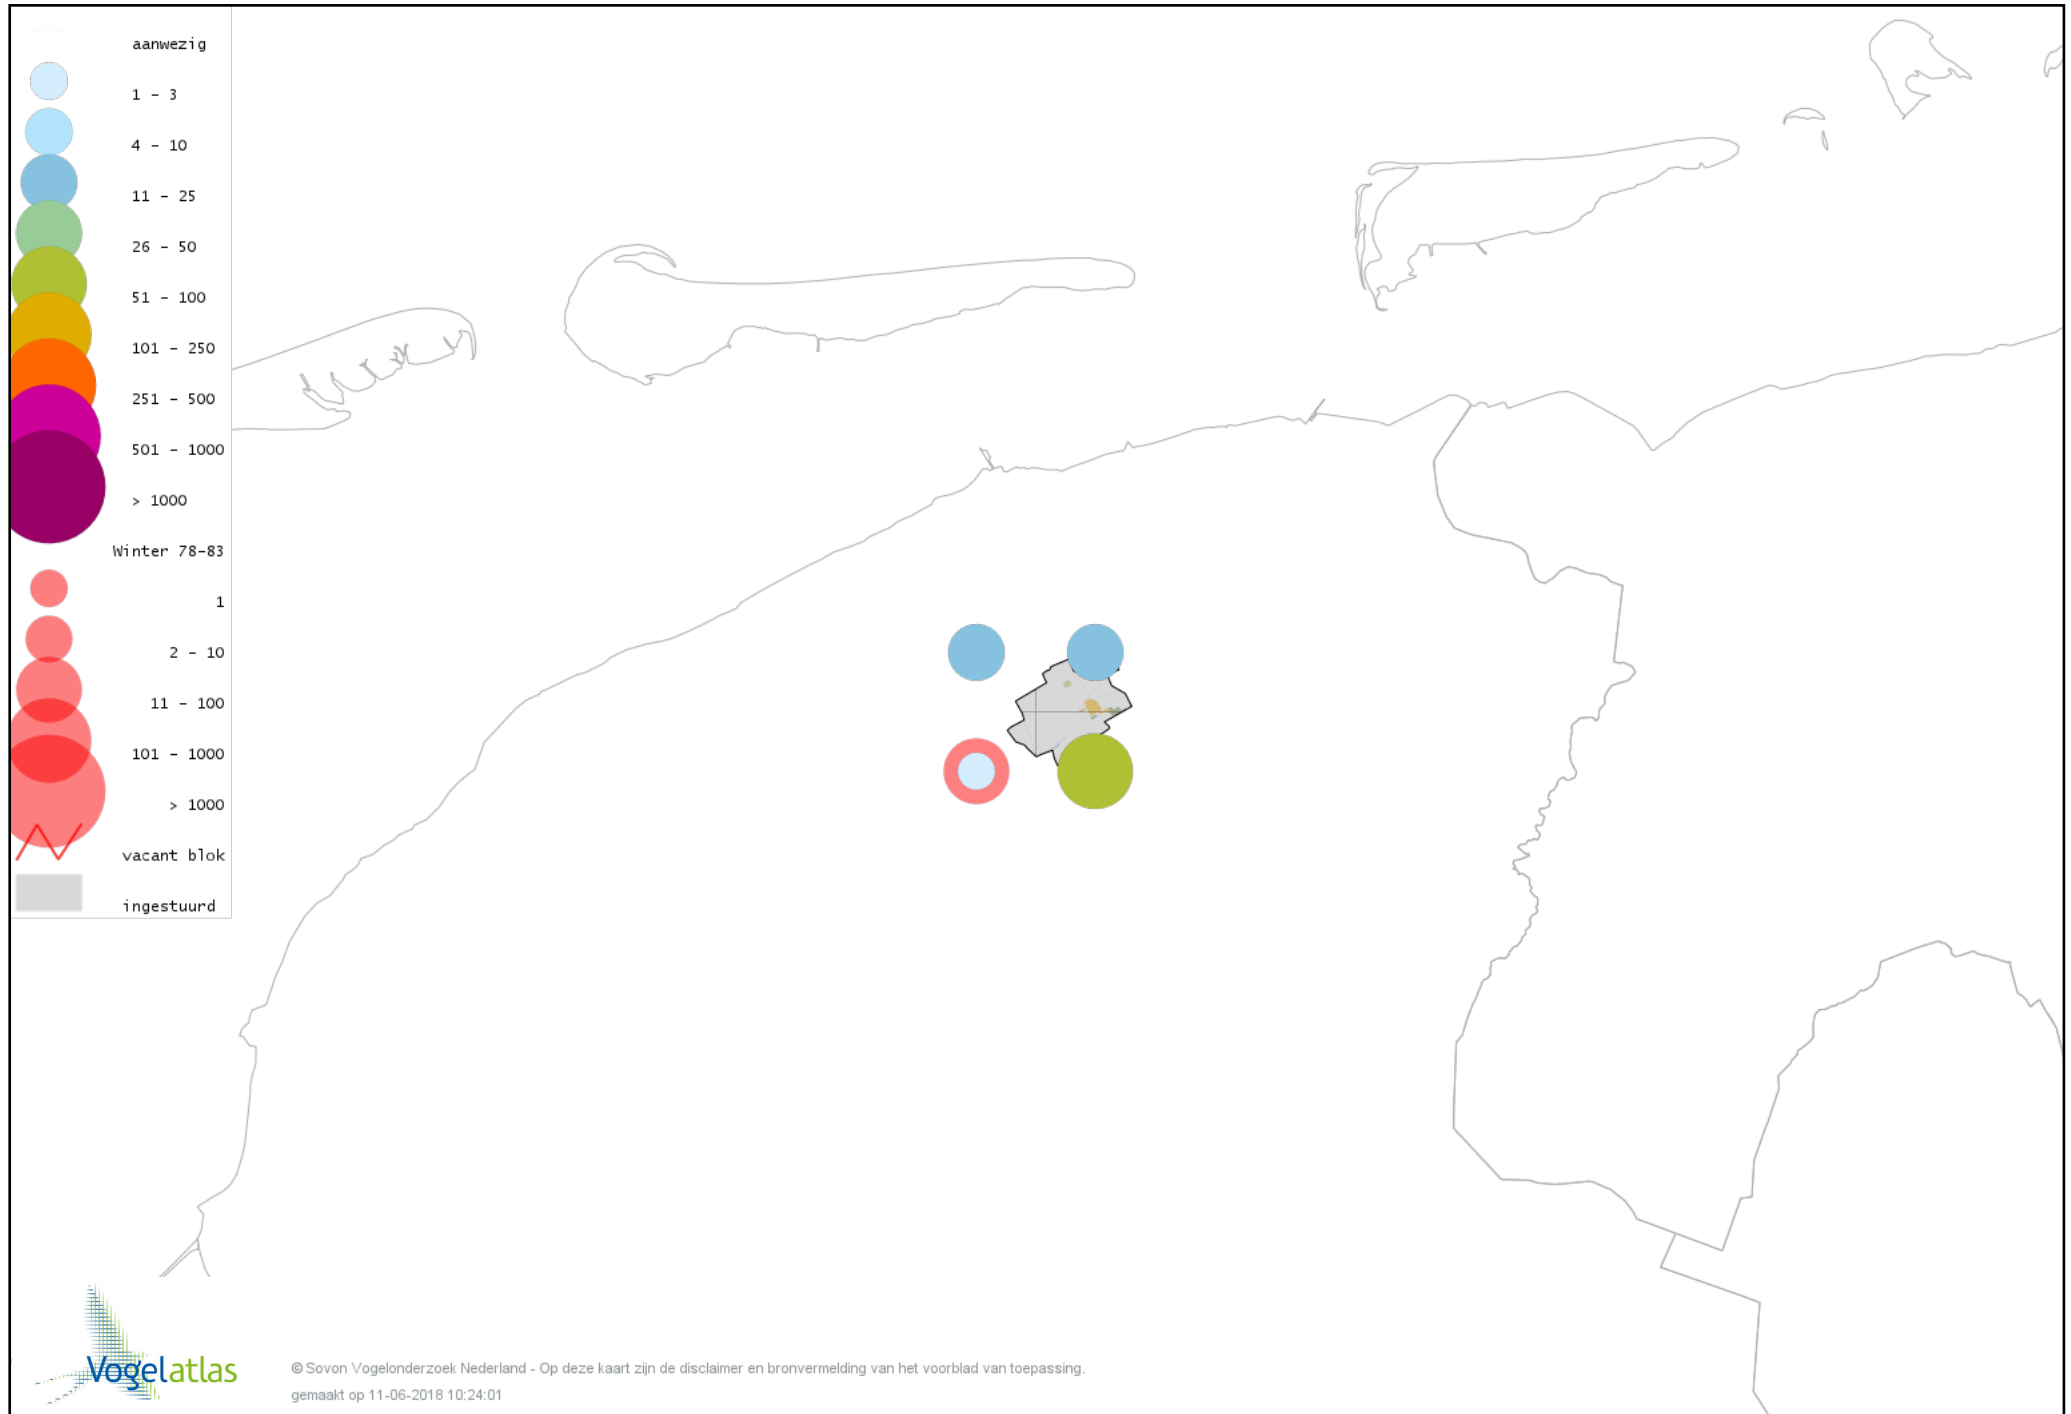 aanwezig
1 - 3
4 - 10
11 - 25
26 - 50
51 - 100
101 - 250
251 - 500
501 - 1000
> 1000
Winter 78-83
1
2 - 10
11 - 100
101 - 1000
> 1000
vacant blok
ingestuurd
Vogelatlas
© Sovon Vogelonderzoek Nederland - Op deze kaart zijn de disclaimer en bronvermelding van het voorblad van toepassing.
gemaakt op 11-06-2018 10:24:01